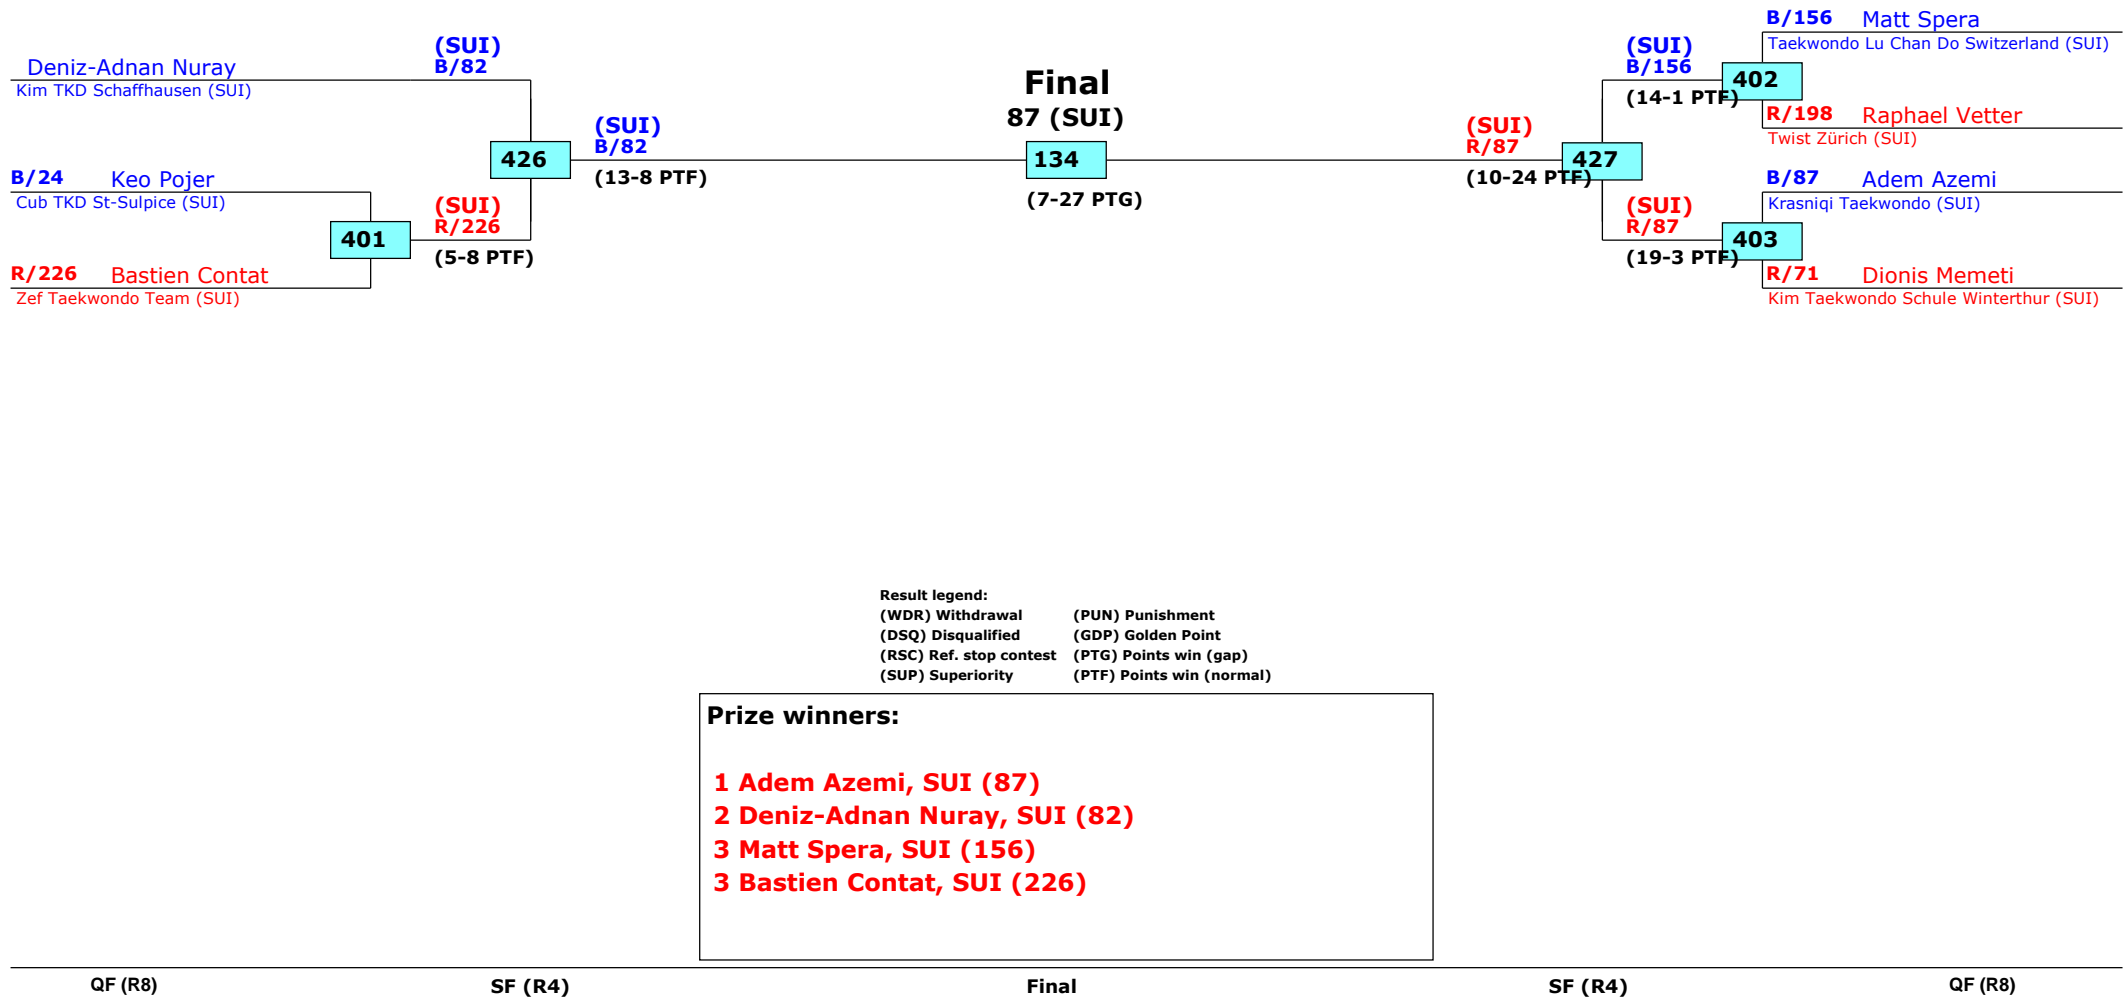 Deniz-Adnan Nuray
Kim TKD Schaffhausen (SUI)
B/24 Keo Pojer
Cub TKD St-Sulpice (SUI)
R/226 Bastien Contat
Zef Taekwondo Team (SUI)
401
(SUI)
B/82
(SUI)
R/226
(5-8 PTF)
426
(SUI)
B/82
(13-8 PTF)
Final
87 (SUI)
134
(7-27 PTG)
(SUI)
R/87
(10-24 PTF)
427
(SUI)
B/156
(14-1 PTF)
(SUI)
R/87
(19-3 PTF)
402
403
B/156 Matt Spera
Taekwondo Lu Chan Do Switzerland (SUI)
R/198 Raphael Vetter
Twist Zürich (SUI)
B/87 Adem Azemi
Krasniqi Taekwondo (SUI)
R/71 Dionis Memeti
Kim Taekwondo Schule Winterthur (SUI)
Result legend:
(WDR) Withdrawal (PUN) Punishment
(DSQ) Disqualified (GDP) Golden Point
(RSC) Ref. stop contest (PTG) Points win (gap)
(SUP) Superiority (PTF) Points win (normal)
Prize winners:
1 Adem Azemi, SUI (87)
2 Deniz-Adnan Nuray, SUI (82)
3 Matt Spera, SUI (156)
3 Bastien Contat, SUI (226)
QF (R8) SF (R4) Final SF (R4) QF (R8)